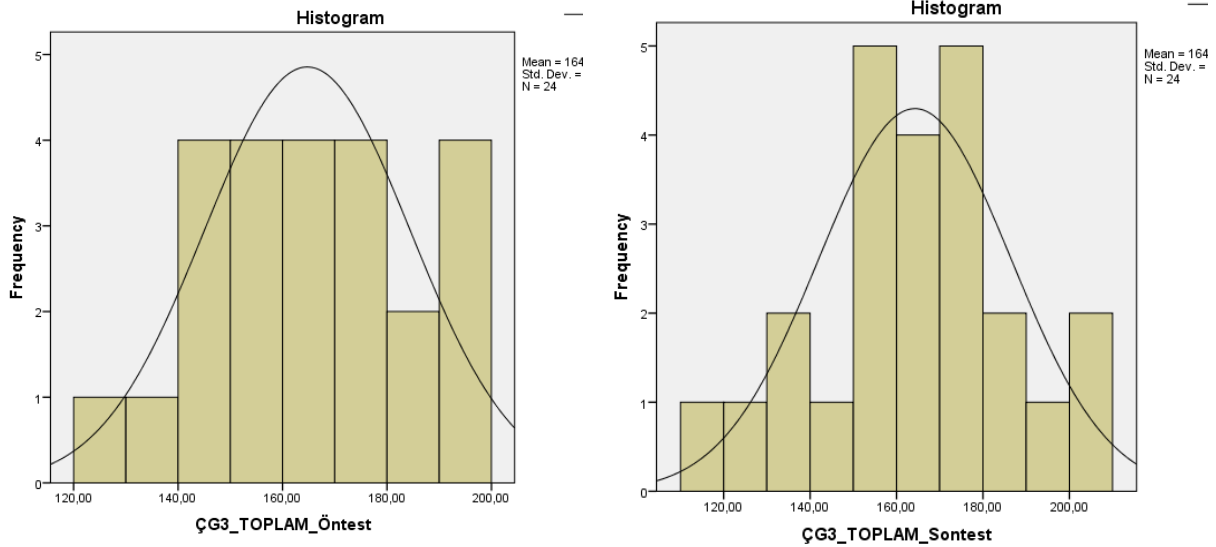 Histogram
5
4
3
2
1
0
Frequency
120,00
140,00
160,00
180,00
200,00
ÇG3_TOPLAM_Öntest
Mean = 164
Std. Dev. =
N = 24
Histogram
5
4
3
2
1
0
Frequency
120,00
140,00
160,00
180,00
200,00
ÇG3_TOPLAM_Sontest
Mean = 164
Std. Dev. =
N = 24